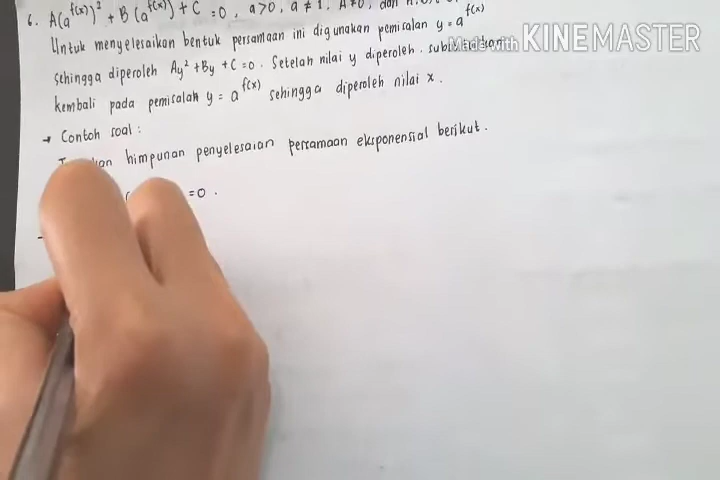 6. A(a^f(x))² + B(a^f(x)) + C = 0, a > 0, a ≠ 1, A ≠ 0, dan
Untuk menyelesaikan bentuk persamaan ini digunakan pemisalan y = a^f(x)
sehingga diperoleh Ay² + By + C = 0. Setelah nilai y diperoleh, substitusikan
Made with KINEMASTER
kembali pada pemisalan y = a^f(x) sehingga diperoleh nilai x.
→ Contoh soal:
himpunan penyelesaian persamaan eksponensial berikut.
= 0.